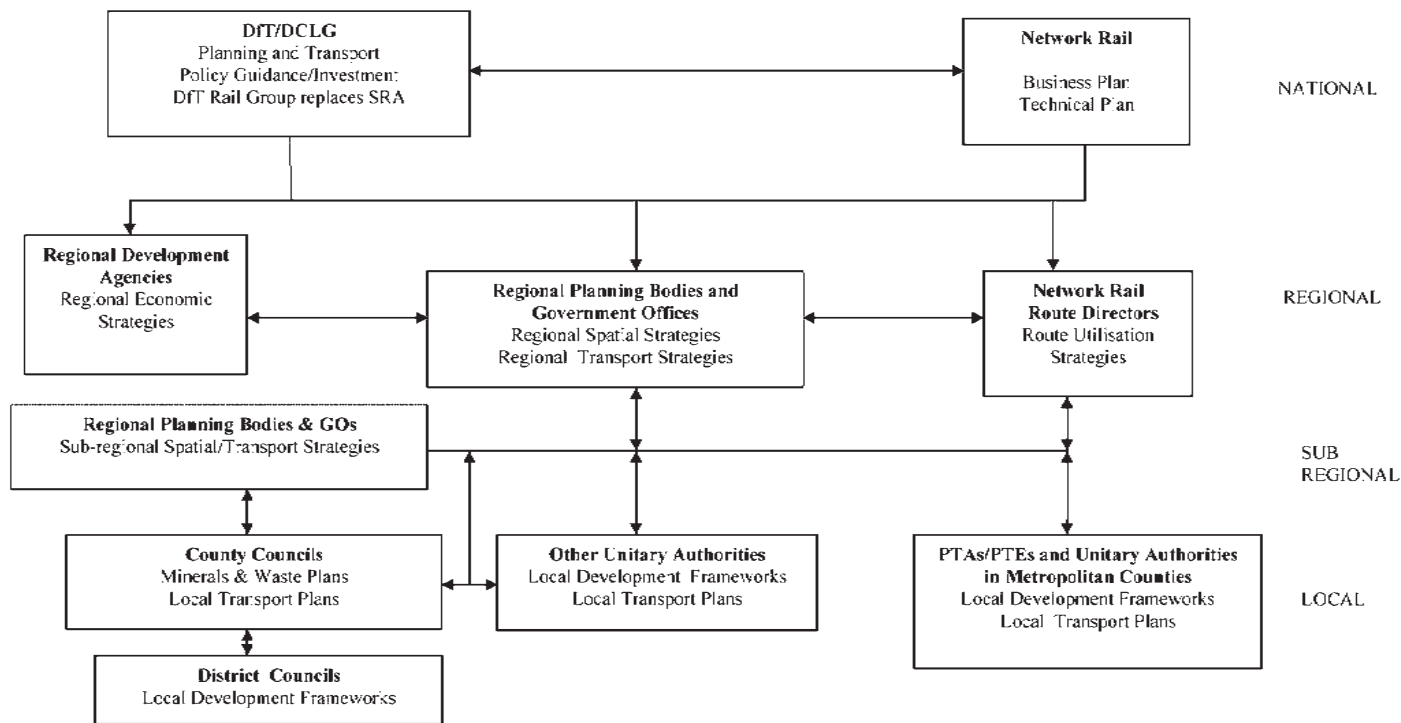 DfT/DCLG
Planning and Transport
Policy Guidance/Investment
DfT Rail Group replaces SRA
Network Rail
Business Plan
Technical Plan
NATIONAL
Regional Development
Agencies
Regional Economic
Strategies
Regional Planning Bodies and
Government Offices
Regional Spatial Strategies
Regional Transport Strategies
Network Rail
Route Directors
Route Utilisation
Strategies
REGIONAL
Regional Planning Bodies & GOs
Sub-regional Spatial/Transport Strategies
SUB
REGIONAL
County Councils
Minerals & Waste Plans
Local Transport Plans
Other Unitary Authorities
Local Development Frameworks
Local Transport Plans
PTAs/PTEs and Unitary Authorities
in Metropolitan Counties
Local Development Frameworks
Local Transport Plans
LOCAL
District Councils
Local Development Frameworks